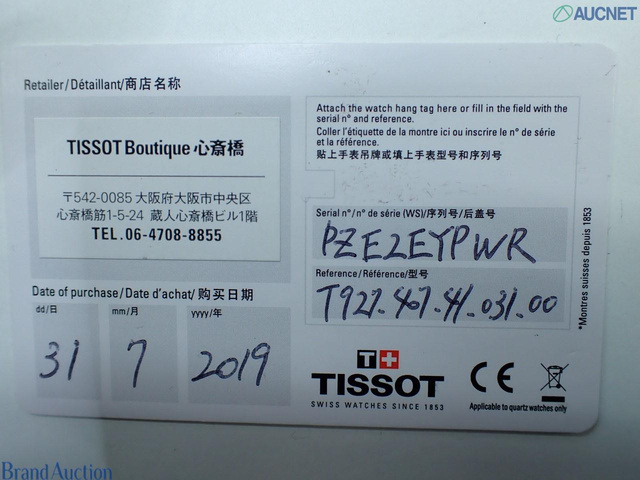 AUCNET
Retailer/Détaillant/商店名称
TISSOT Boutique 心斎橋
〒542-0085 大阪府大阪市中央区
心斎橋筋1-5-24 蔵人心斎橋ビル1階
TEL.06-4708-8855
Date of purchase/Date d'achat/购买日期
dd/日 mm/月 yyyy/年
31 7 2019
Attach the watch hang tag here or fill in the field with the
serial n° and reference.
Coller l'étiquette de la montre ici ou inscrire le n° de série
et la référence.
贴上手表吊牌或填上手表型号和序列号
Serial n°/n° de série (WS)/序列号/后盖号
PZE2EYPWR
Reference/Référence/型号
T927.407.41.031.00
*Montres suisses depuis 1853
T+
TISSOT
SWISS WATCHES SINCE 1853
CE
Applicable to quartz watches only
Brand Auction